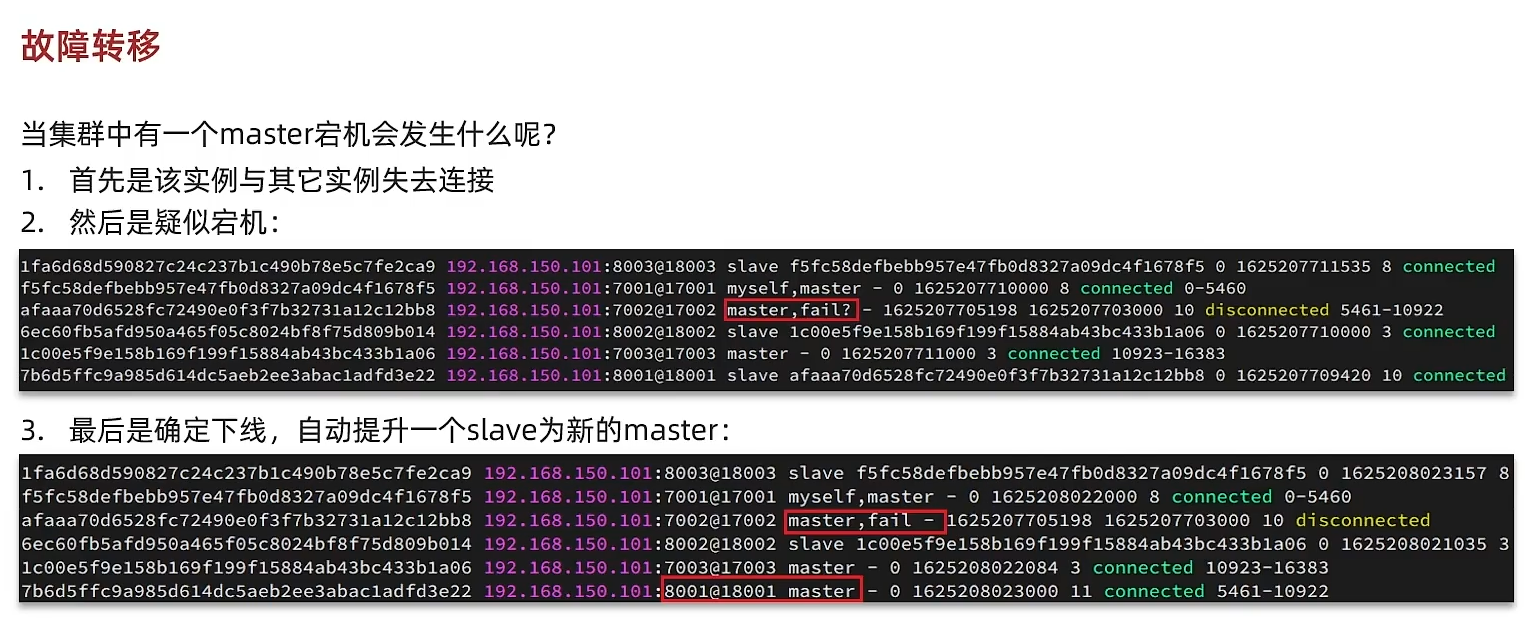 故障转移
当集群中有一个master宕机会发生什么呢？
1. 首先是该实例与其它实例失去连接
2. 然后是疑似宕机：
1fa6d68d590827c24c237b1c490b78e5c7fe2ca9 192.168.150.101:8003@18003 slave f5fc58defbebb957e47fb0d8327a09dc4f1678f5 0 1625207711535 8 connected
f5fc58defbebb957e47fb0d8327a09dc4f1678f5 192.168.150.101:7001@17001 myself,master - 0 1625207710000 8 connected 0-5460
afaaa70d6528fc72490e0f3f7b32731a12c12bb8 192.168.150.101:7002@17002 master,fail? - 1625207705198 1625207703000 10 disconnected 5461-10922
6ec60fb5afd950a465f05c8024bf8f75d809b014 192.168.150.101:8002@18002 slave 1c00e5f9e158b169f199f15884ab43bc433b1a06 0 1625207710000 3 connected
1c00e5f9e158b169f199f15884ab43bc433b1a06 192.168.150.101:7003@17003 master - 0 1625207711000 3 connected 10923-16383
7b6d5ffc9a985d614dc5aeb2ee3abac1adfd3e22 192.168.150.101:8001@18001 slave afaaa70d6528fc72490e0f3f7b32731a12c12bb8 0 1625207709420 10 connected
3. 最后是确定下线，自动提升一个slave为新的master：
1fa6d68d590827c24c237b1c490b78e5c7fe2ca9 192.168.150.101:8003@18003 slave f5fc58defbebb957e47fb0d8327a09dc4f1678f5 0 1625208023157 8
f5fc58defbebb957e47fb0d8327a09dc4f1678f5 192.168.150.101:7001@17001 myself,master - 0 1625208022000 8 connected 0-5460
afaaa70d6528fc72490e0f3f7b32731a12c12bb8 192.168.150.101:7002@17002 master,fail - 1625207705198 1625207703000 10 disconnected
6ec60fb5afd950a465f05c8024bf8f75d809b014 192.168.150.101:8002@18002 slave 1c00e5f9e158b169f199f15884ab43bc433b1a06 0 1625208021035 3
1c00e5f9e158b169f199f15884ab43bc433b1a06 192.168.150.101:7003@17003 master - 0 1625208022084 3 connected 10923-16383
7b6d5ffc9a985d614dc5aeb2ee3abac1adfd3e22 192.168.150.101:8001@18001 master - 0 1625208023000 11 connected 5461-10922